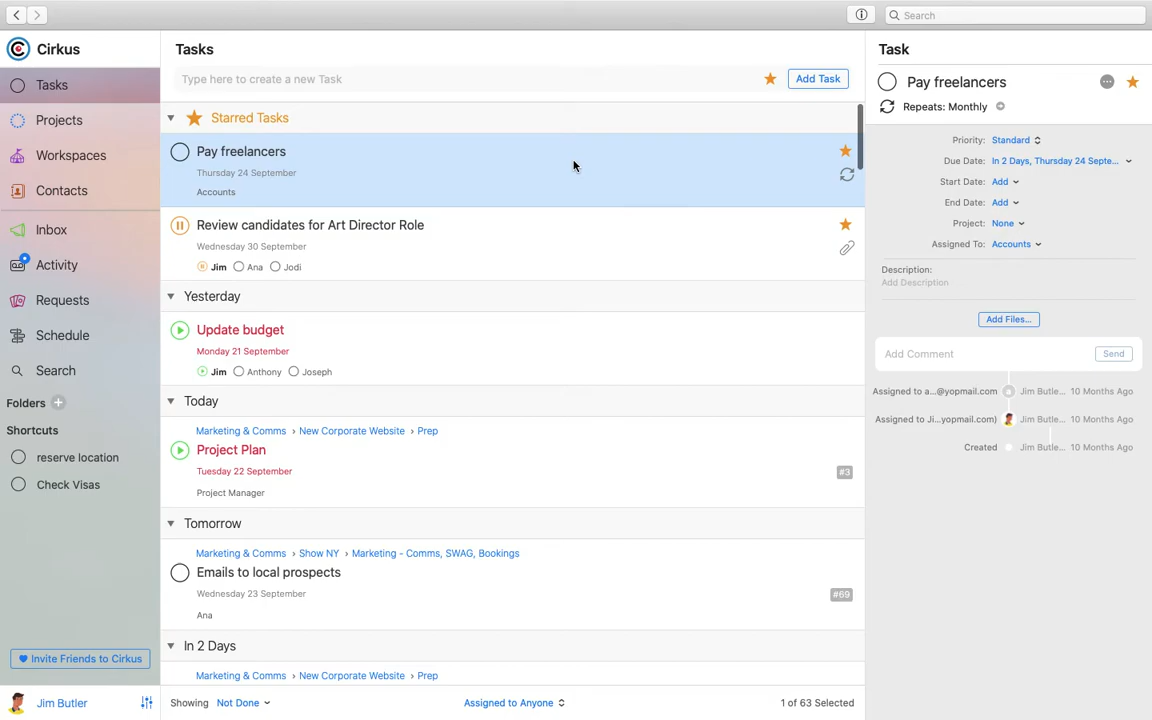 Search
Cirkus
Tasks
Projects
Workspaces
Contacts
Inbox
Activity
Requests
Schedule
Search
Folders
Shortcuts
reserve location
Check Visas
Invite Friends to Cirkus
Jim Butler
Tasks
Type here to create a new Task
Add Task
Starred Tasks
Pay freelancers
Thursday 24 September
Accounts
Review candidates for Art Director Role
Wednesday 30 September
Jim Ana Jodi
Yesterday
Update budget
Monday 21 September
Jim Anthony Joseph
Today
Marketing & Comms › New Corporate Website › Prep
Project Plan
Tuesday 22 September
#3
Project Manager
Tomorrow
Marketing & Comms › Show NY › Marketing - Comms, SWAG, Bookings
Emails to local prospects
Wednesday 23 September
#69
Ana
In 2 Days
Marketing & Comms › New Corporate Website › Prep
Showing Not Done Assigned to Anyone 1 of 63 Selected
Task
Pay freelancers
Repeats: Monthly
Priority: Standard
Due Date: In 2 Days, Thursday 24 Septe...
Start Date: Add
End Date: Add
Project: None
Assigned To: Accounts
Description:
Add Description
Add Files...
Add Comment
Send
Assigned to a...@yopmail.com a Jim Butle... 10 Months Ago
Assigned to Ji...yopmail.com) Jim Butle... 10 Months Ago
Created Jim Butle... 10 Months Ago